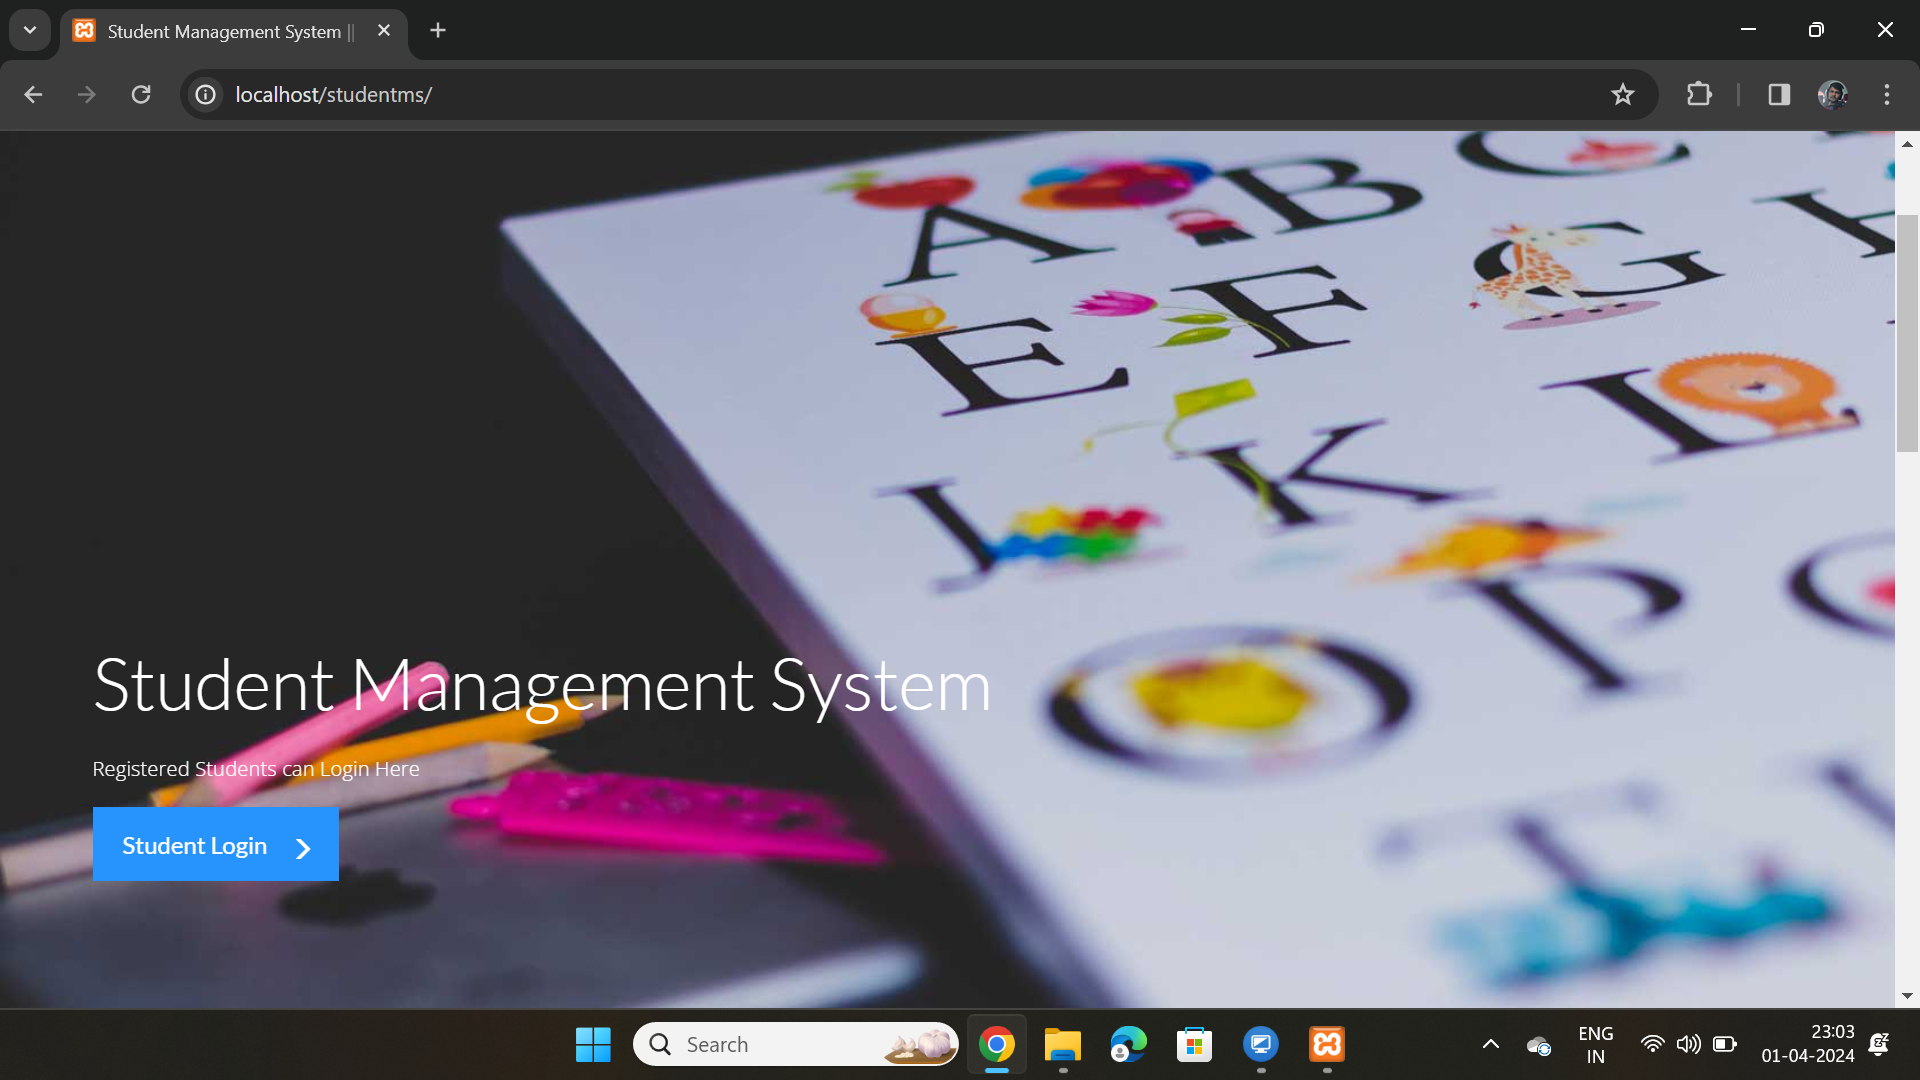 Student Management System ||
localhost/studentms/
A B C
E F G H
J K L
O P
Student Management System
Registered Students can Login Here
Student Login
Search
ENG
IN
23:03
01-04-2024